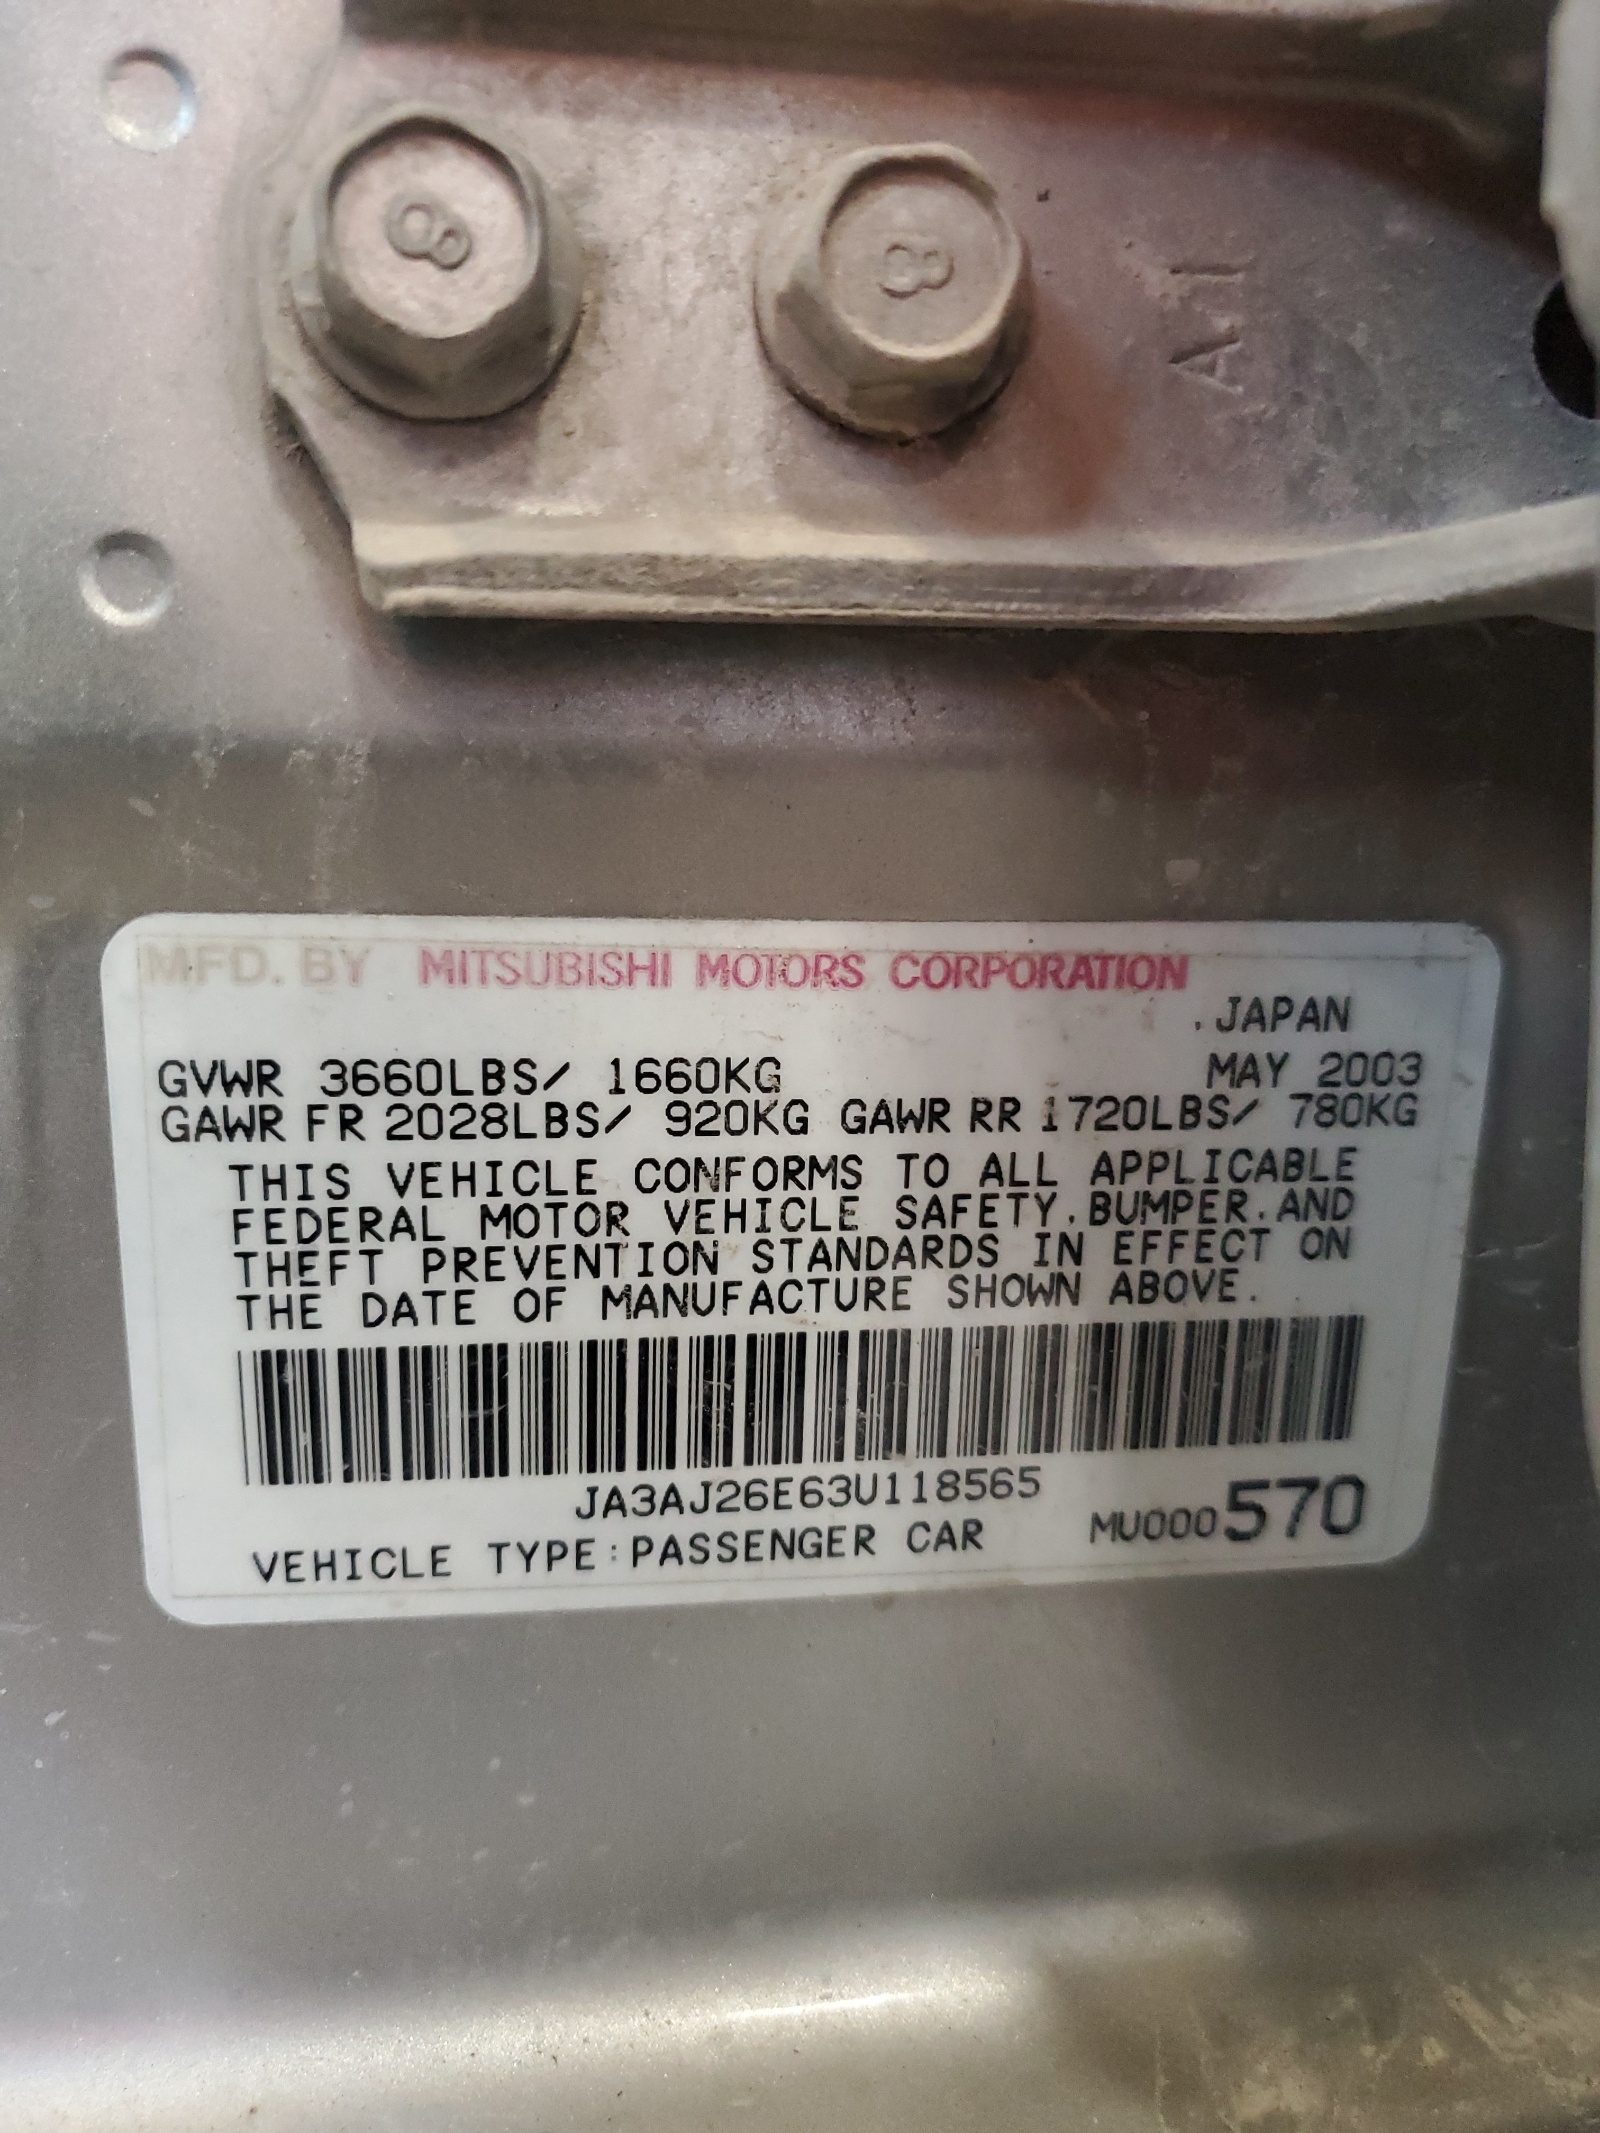 8
8
A I
MFD. BY MITSUBISHI MOTORS CORPORATION
.JAPAN
GVWR 3660LBS/ 1660KG MAY 2003
GAWR FR 2028LBS/ 920KG GAWR RR 1720LBS/ 780KG
THIS VEHICLE CONFORMS TO ALL APPLICABLE
FEDERAL MOTOR VEHICLE SAFETY.BUMPER.AND
THEFT PREVENTION STANDARDS IN EFFECT ON
THE DATE OF MANUFACTURE SHOWN ABOVE.
JA3AJ26E63U118565
VEHICLE TYPE:PASSENGER CAR MU000570